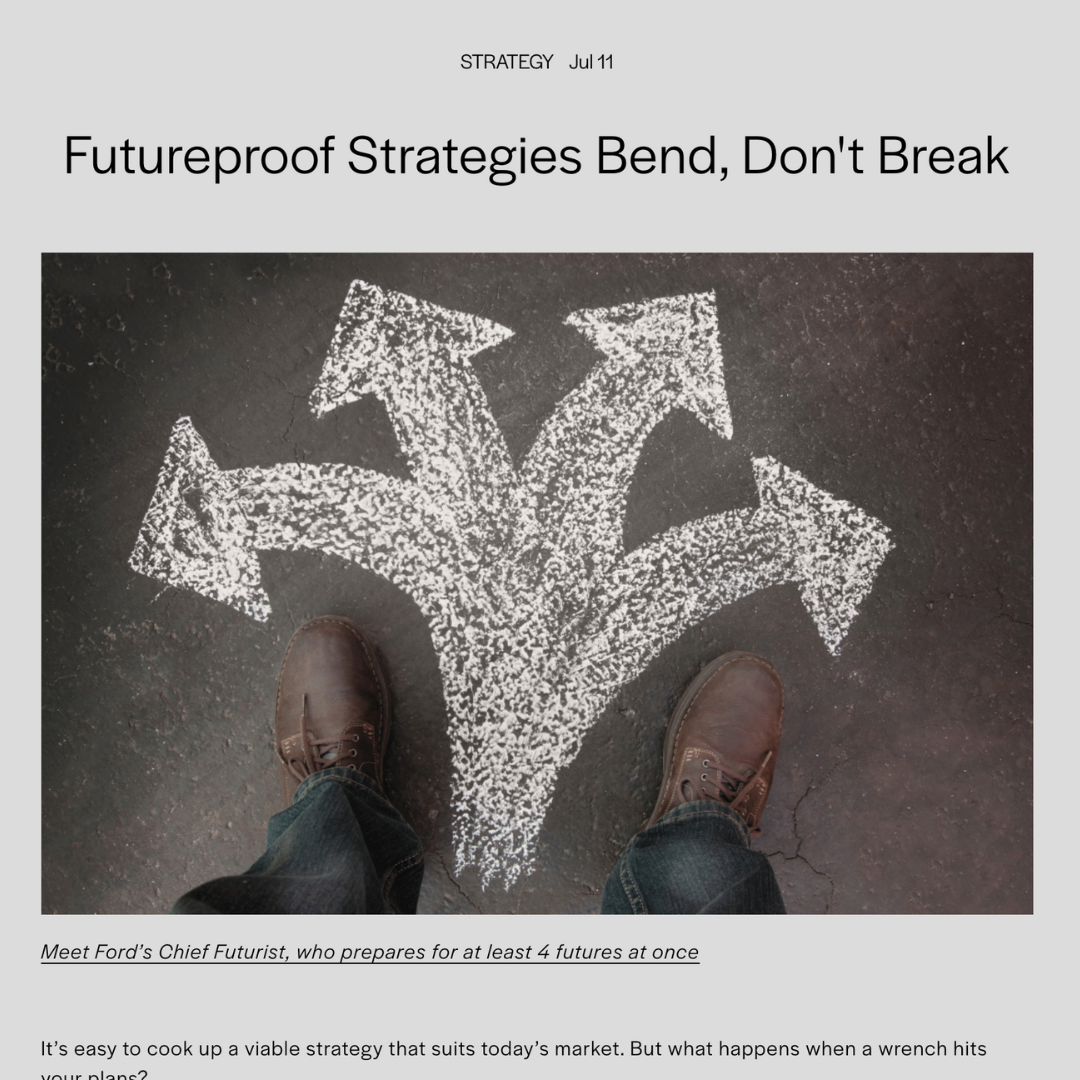 STRATEGY Jul 11
Futureproof Strategies Bend, Don't Break
Meet Ford’s Chief Futurist, who prepares for at least 4 futures at once
It’s easy to cook up a viable strategy that suits today’s market. But what happens when a wrench hits
your plans?